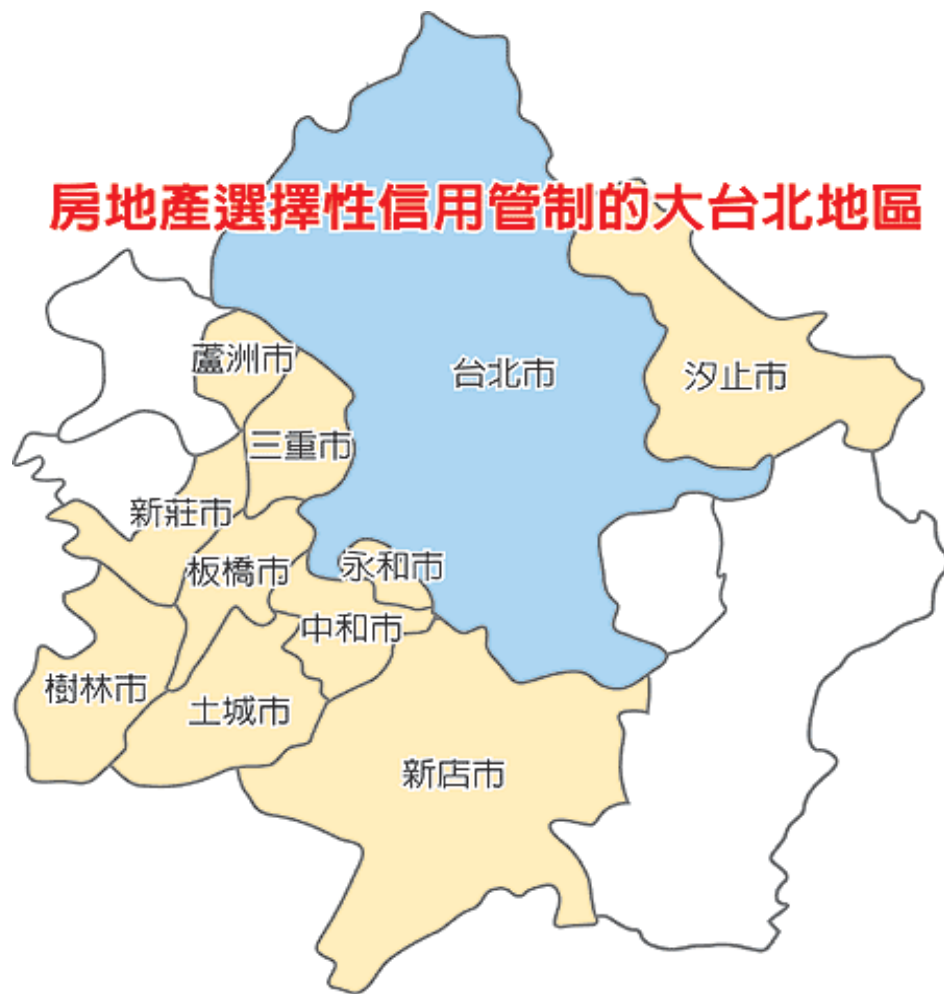 房地產選擇性信用管制的大台北地區
蘆洲市
台北市
汐止市
三重市
新莊市
板橋市
永和市
中和市
樹林市
土城市
新店市